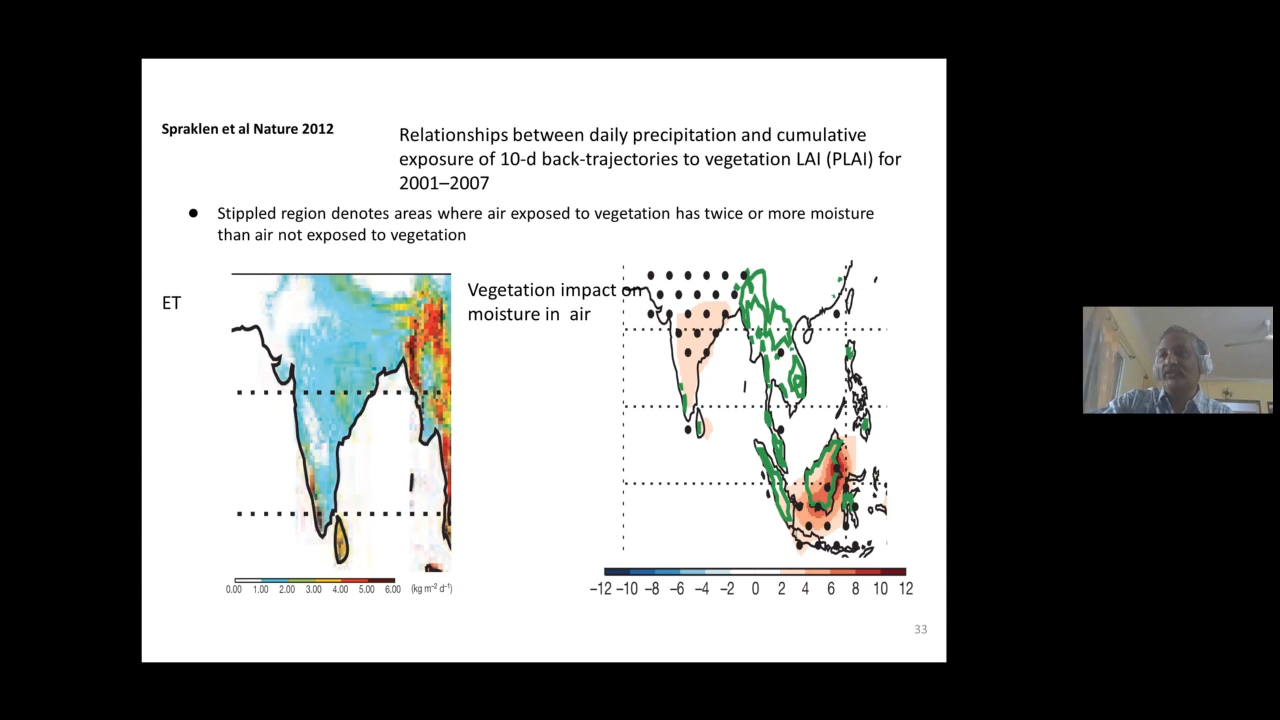 Spraklen et al Nature 2012
Relationships between daily precipitation and cumulative
exposure of 10-d back-trajectories to vegetation LAI (PLAI) for
2001–2007
● Stippled region denotes areas where air exposed to vegetation has twice or more moisture
than air not exposed to vegetation
ET
Vegetation impact on
moisture in air
0.00 1.00 2.00 3.00 4.00 5.00 6.00 (kg m⁻² d⁻¹)
−12 −10 −8 −6 −4 −2 0 2 4 6 8 10 12
33